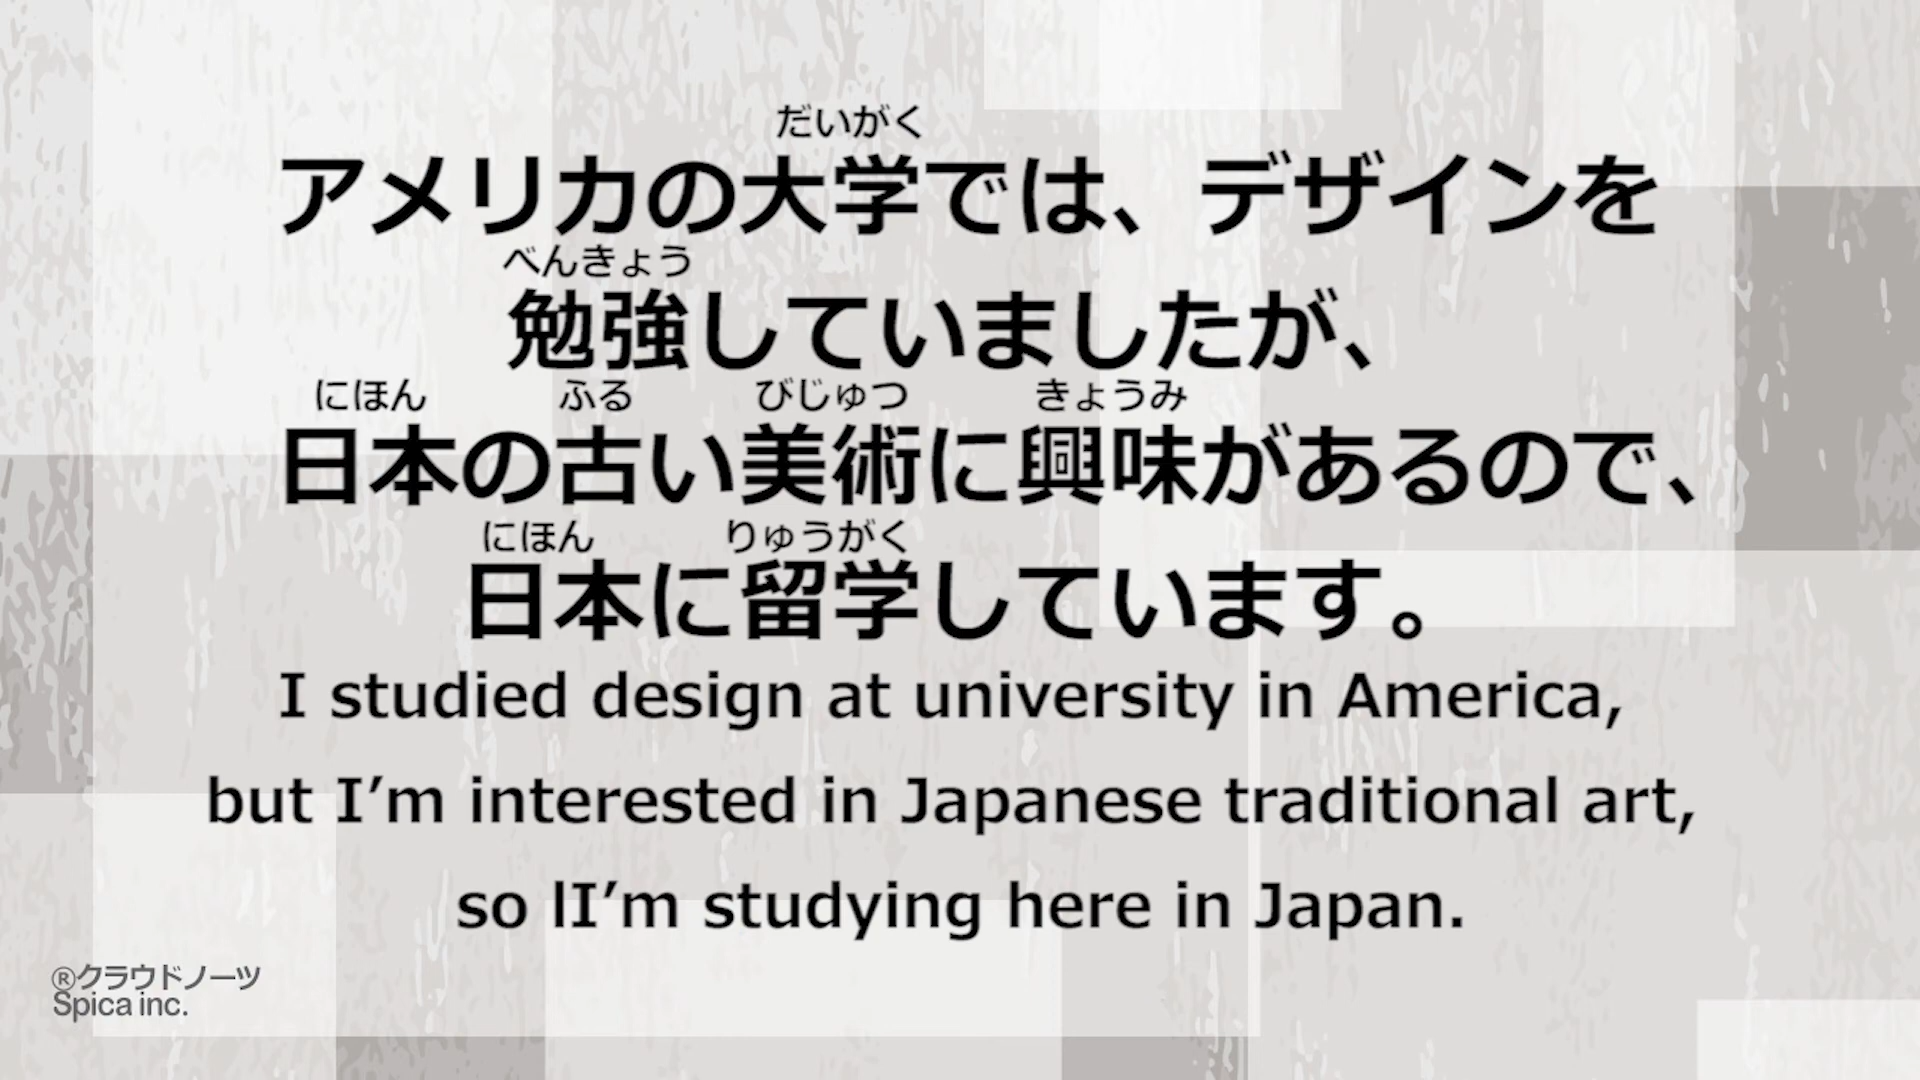 だいがく
アメリカの大学では、デザインを
べんきょう
勉強していましたが、
にほん ふる びじゅつ きょうみ
日本の古い美術に興味があるので、
にほん りゅうがく
日本に留学しています。
I studied design at university in America,
but I’m interested in Japanese traditional art,
so lI’m studying here in Japan.
®クラウドノーツ
Spica inc.